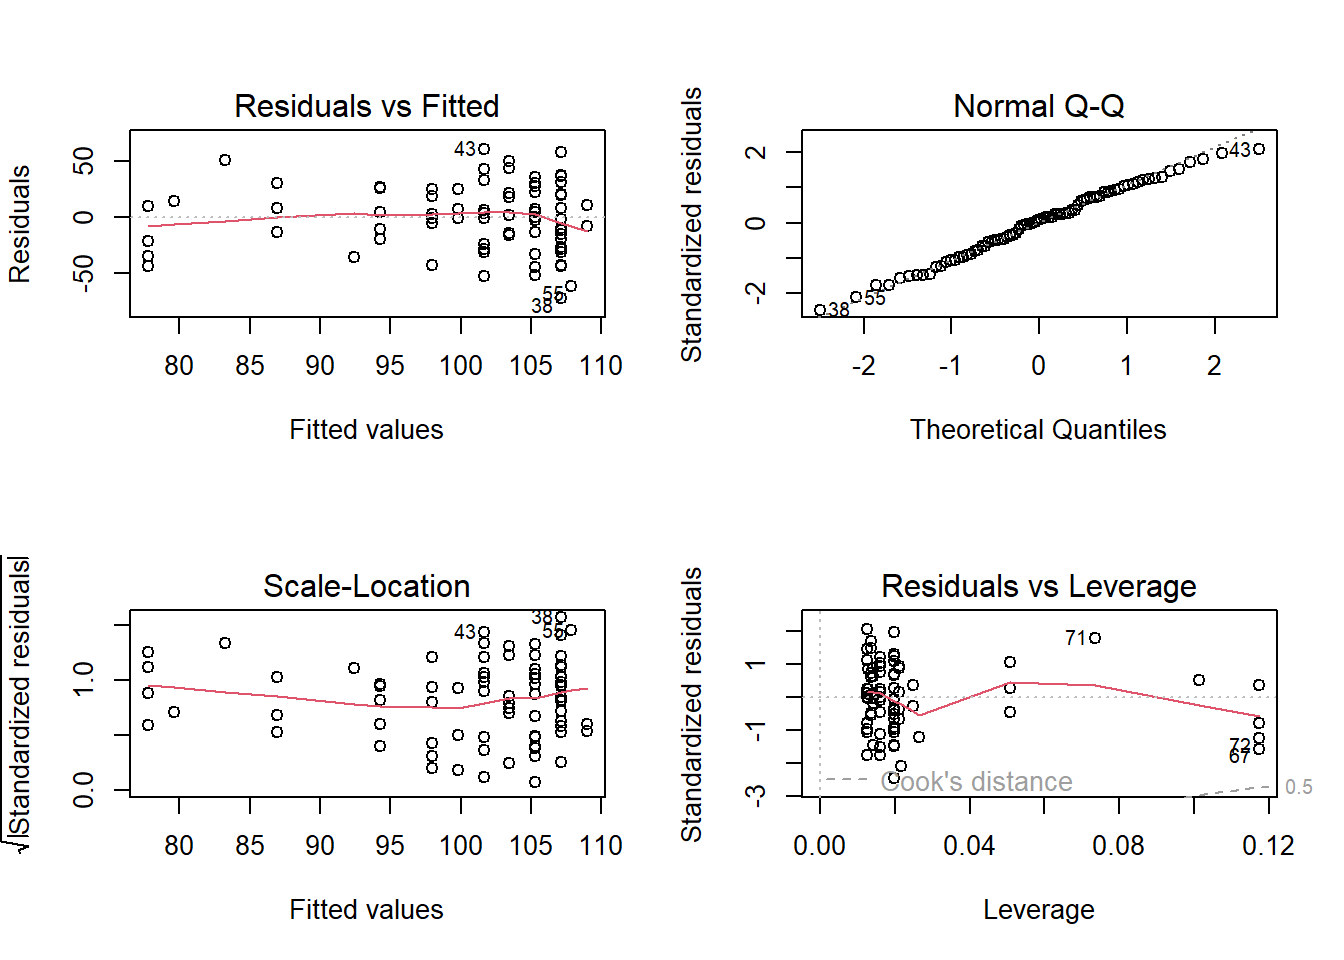 Residuals vs Fitted
Residuals
50
0
-50
43
55
38
80 85 90 95 100 105 110
Fitted values
Normal Q-Q
Standardized residuals
2
0
-2
43
55
38
-2 -1 0 1 2
Theoretical Quantiles
Scale-Location
√|Standardized residuals|
1.0
0.0
38
55
43
80 85 90 95 100 105 110
Fitted values
Residuals vs Leverage
Standardized residuals
1
-1
-3
71
72
67
Cook's distance
0.5
0.00 0.04 0.08 0.12
Leverage